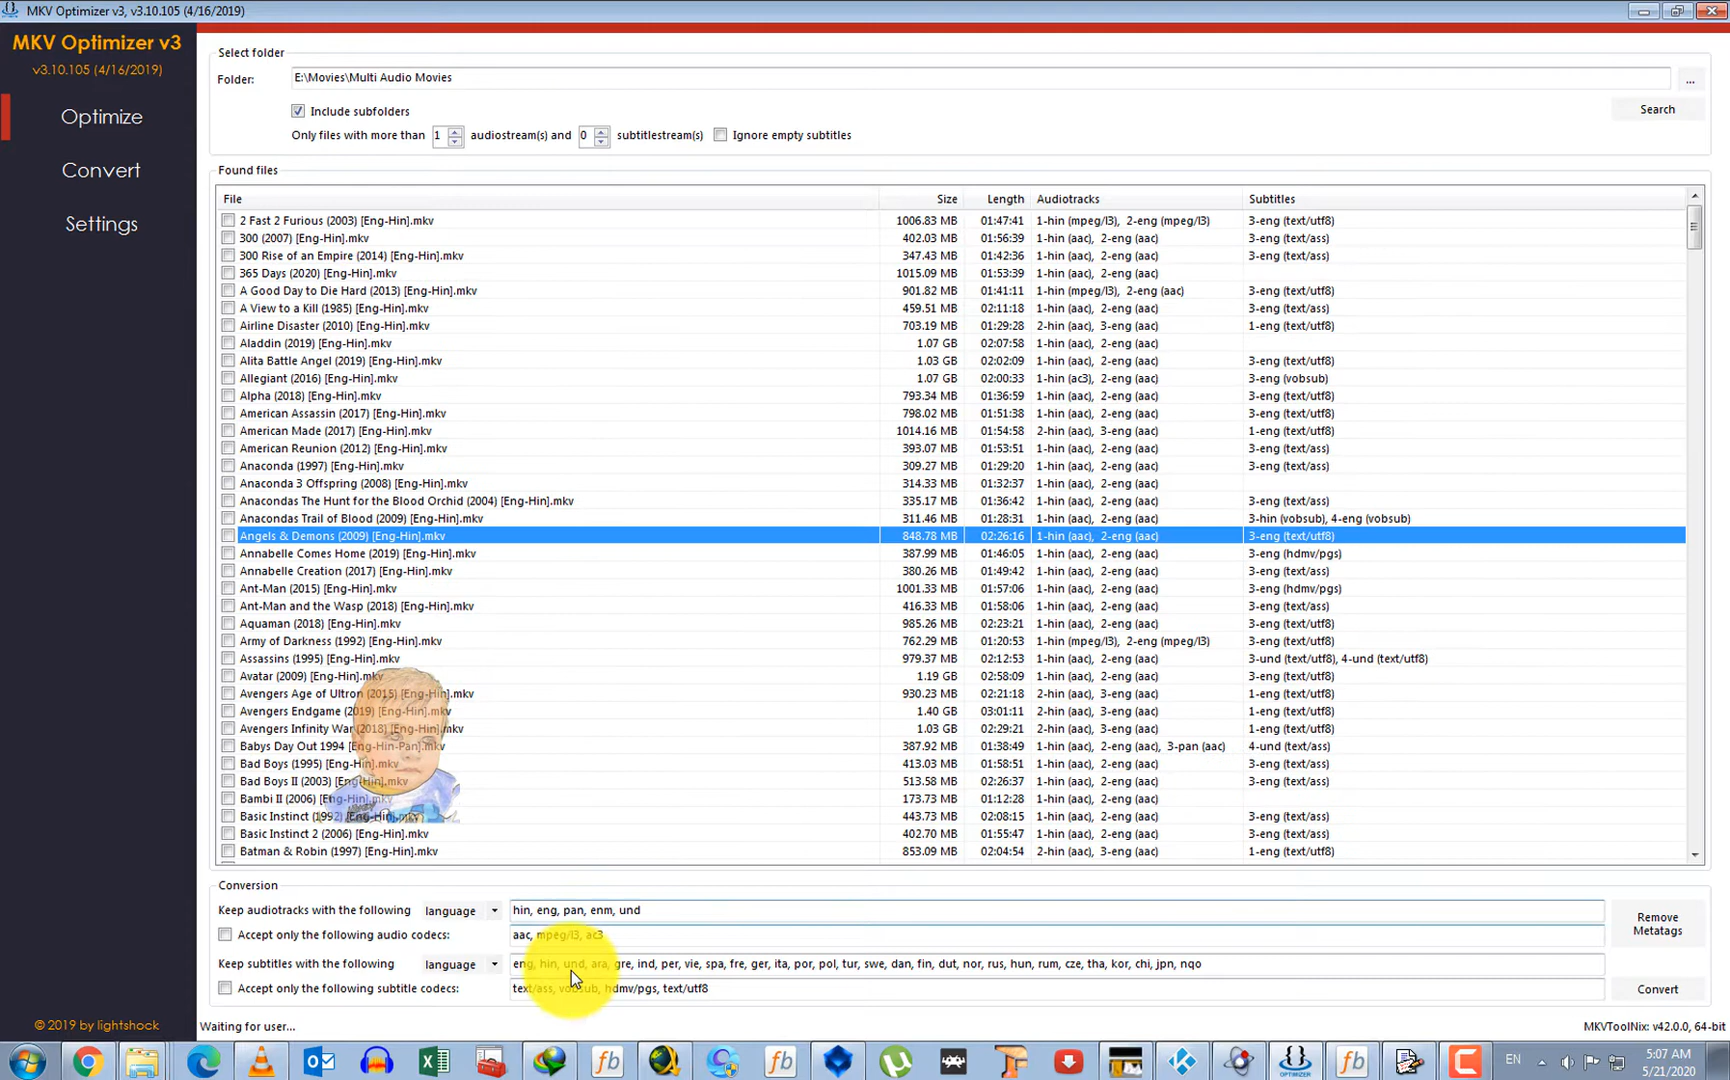 MKV Optimizer v3, v3.10.105 (4/16/2019)
MKV Optimizer v3
v3.10.105 (4/16/2019)
Optimize
Convert
Settings
© 2019 by lightshock
Select folder
Folder: E:\Movies\Multi Audio Movies ...
Include subfolders Search
Only files with more than 1 audiostream(s) and 0 subtitlestream(s) Ignore empty subtitles
Found files
File Size Length Audiotracks Subtitles
2 Fast 2 Furious (2003) [Eng-Hin].mkv 1006.83 MB 01:47:41 1-hin (mpeg/l3), 2-eng (mpeg/l3) 3-eng (text/utf8)
300 (2007) [Eng-Hin].mkv 402.03 MB 01:56:39 1-hin (aac), 2-eng (aac) 3-eng (text/ass)
300 Rise of an Empire (2014) [Eng-Hin].mkv 347.43 MB 01:42:36 1-hin (aac), 2-eng (aac) 3-eng (text/ass)
365 Days (2020) [Eng-Hin].mkv 1015.09 MB 01:53:39 1-hin (aac), 2-eng (aac)
A Good Day to Die Hard (2013) [Eng-Hin].mkv 901.82 MB 01:41:11 1-hin (mpeg/l3), 2-eng (aac) 3-eng (text/utf8)
A View to a Kill (1985) [Eng-Hin].mkv 459.51 MB 02:11:18 1-hin (aac), 2-eng (aac) 3-eng (text/ass)
Airline Disaster (2010) [Eng-Hin].mkv 703.19 MB 01:29:28 2-hin (aac), 3-eng (aac) 1-eng (text/utf8)
Aladdin (2019) [Eng-Hin].mkv 1.07 GB 02:07:58 1-hin (aac), 2-eng (aac)
Alita Battle Angel (2019) [Eng-Hin].mkv 1.03 GB 02:02:09 1-hin (aac), 2-eng (aac) 3-eng (text/utf8)
Allegiant (2016) [Eng-Hin].mkv 1.07 GB 02:00:33 1-hin (ac3), 2-eng (aac) 3-eng (vobsub)
Alpha (2018) [Eng-Hin].mkv 793.34 MB 01:36:59 1-hin (aac), 2-eng (aac) 3-eng (text/utf8)
American Assassin (2017) [Eng-Hin].mkv 798.02 MB 01:51:38 1-hin (aac), 2-eng (aac) 3-eng (text/utf8)
American Made (2017) [Eng-Hin].mkv 1014.16 MB 01:54:58 2-hin (aac), 3-eng (aac) 1-eng (text/utf8)
American Reunion (2012) [Eng-Hin].mkv 393.07 MB 01:53:51 1-hin (aac), 2-eng (aac) 3-eng (text/ass)
Anaconda (1997) [Eng-Hin].mkv 309.27 MB 01:29:20 1-hin (aac), 2-eng (aac) 3-eng (text/ass)
Anaconda 3 Offspring (2008) [Eng-Hin].mkv 314.33 MB 01:32:37 1-hin (aac), 2-eng (aac)
Anacondas The Hunt for the Blood Orchid (2004) [Eng-Hin].mkv 335.17 MB 01:36:42 1-hin (aac), 2-eng (aac) 3-eng (text/ass)
Anacondas Trail of Blood (2009) [Eng-Hin].mkv 311.46 MB 01:28:31 1-hin (aac), 2-eng (aac) 3-hin (vobsub), 4-eng (vobsub)
Angels & Demons (2009) [Eng-Hin].mkv 848.78 MB 02:26:16 1-hin (aac), 2-eng (aac) 3-eng (text/utf8)
Annabelle Comes Home (2019) [Eng-Hin].mkv 387.99 MB 01:46:05 1-hin (aac), 2-eng (aac) 3-eng (hdmv/pgs)
Annabelle Creation (2017) [Eng-Hin].mkv 380.26 MB 01:49:42 1-hin (aac), 2-eng (aac) 3-eng (text/ass)
Ant-Man (2015) [Eng-Hin].mkv 1001.33 MB 01:57:06 1-hin (aac), 2-eng (aac) 3-eng (hdmv/pgs)
Ant-Man and the Wasp (2018) [Eng-Hin].mkv 416.33 MB 01:58:06 1-hin (aac), 2-eng (aac) 3-eng (text/ass)
Aquaman (2018) [Eng-Hin].mkv 985.26 MB 02:23:21 1-hin (aac), 2-eng (aac) 3-eng (text/utf8)
Army of Darkness (1992) [Eng-Hin].mkv 762.29 MB 01:20:53 1-hin (mpeg/l3), 2-eng (mpeg/l3) 3-eng (text/utf8)
Assassins (1995) [Eng-Hin].mkv 979.37 MB 02:12:53 1-hin (aac), 2-eng (aac) 3-und (text/utf8), 4-und (text/utf8)
Avatar (2009) [Eng-Hin].mkv 1.19 GB 02:58:09 1-hin (aac), 2-eng (aac) 3-eng (text/utf8)
Avengers Age of Ultron (2015) [Eng-Hin].mkv 930.23 MB 02:21:18 2-hin (aac), 3-eng (aac) 1-eng (text/utf8)
Avengers Endgame (2019) [Eng-Hin].mkv 1.40 GB 03:01:11 2-hin (aac), 3-eng (aac) 1-eng (text/utf8)
Avengers Infinity War (2018) [Eng-Hin].mkv 1.03 GB 02:29:21 2-hin (aac), 3-eng (aac) 1-eng (text/utf8)
Babys Day Out 1994 [Eng-Hin-Pan].mkv 387.92 MB 01:38:49 1-hin (aac), 2-eng (aac), 3-pan (aac) 4-und (text/ass)
Bad Boys (1995) [Eng-Hin].mkv 413.03 MB 01:58:51 1-hin (aac), 2-eng (aac) 3-eng (text/ass)
Bad Boys II (2003) [Eng-Hin].mkv 513.58 MB 02:26:37 1-hin (aac), 2-eng (aac) 3-eng (text/ass)
Bambi II (2006) [Eng-Hin].mkv 173.73 MB 01:12:28 1-hin (aac), 2-eng (aac)
Basic Instinct (1992) [Eng-Hin].mkv 443.73 MB 02:08:15 1-hin (aac), 2-eng (aac) 3-eng (text/ass)
Basic Instinct 2 (2006) [Eng-Hin].mkv 402.70 MB 01:55:47 1-hin (aac), 2-eng (aac) 3-eng (text/ass)
Batman & Robin (1997) [Eng-Hin].mkv 853.09 MB 02:04:54 2-hin (aac), 3-eng (aac) 1-eng (text/utf8)
Conversion
Keep audiotracks with the following language hin, eng, pan, enm, und
Remove Metatags
Accept only the following audio codecs: aac, mpeg/l3, ac3
Keep subtitles with the following language eng, hin, und, ara, gre, ind, per, vie, spa, fre, ger, ita, por, pol, tur, swe, dan, fin, dut, nor, rus, hun, rum, cze, tha, kor, chi, jpn, nqo
Accept only the following subtitle codecs: text/ass, vobsub, hdmv/pgs, text/utf8 Convert
Waiting for user... MKVToolNix: v42.0.0, 64-bit
OPTIMIZER
EN
5:07 AM
5/21/2020